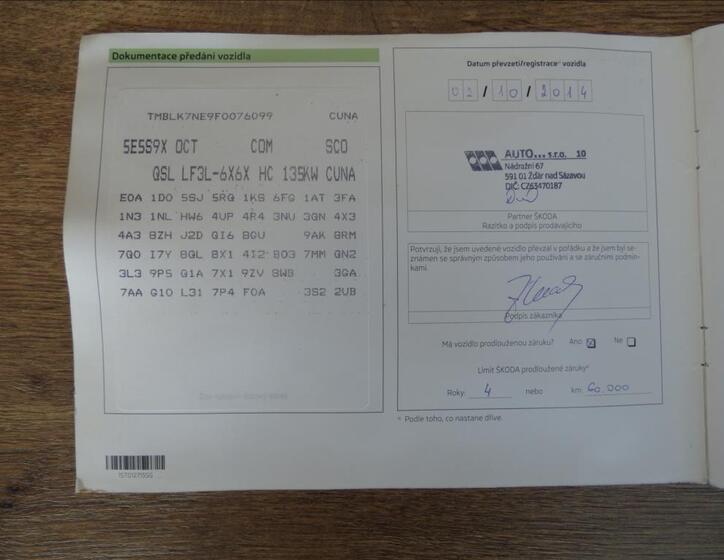 Dokumentace předání vozidla
TMBLK7NE9F0076099 CUNA
5E5S9X OCT COM SCO
QSL LF3L-6X6X HC 135KW CUNA
E0A 1D0 5SJ 5RQ 1KS 6FQ 1AT 3FA
1N3 1NL HW6 4UP 4R4 3NU 3GN 4X3
4A3 8ZH J2D QI6 8GU 9AK 8RM
7Q0 I7Y 8GL 8X1 4I2 8O3 7MM QN2
3L3 9P5 Q1A 7X1 9ZV 8WB 3GA
7AA G10 L31 7P4 F0A 3S2 2UB
Datum převzetí/registrace vozidla
02 / 10 / 2014
AUTO... s.r.o. 10
Nádražní 67
591 01 Žďár nad Sázavou
DIČ: CZ63470187
Partner ŠKODA
Razítko a podpis prodávajícího
Potvrzuji, že jsem uvedené vozidlo převzal v pořádku a že jsem byl se-
známen se správným způsobem jeho používání a se záručními podmín-
kami.
Podpis zákazníka
Má vozidlo prodlouženou záruku? Ano Ne
Limit ŠKODA prodloužené záruky*
Roky: 4 nebo km: 60.000
* Podle toho, co nastane dříve.